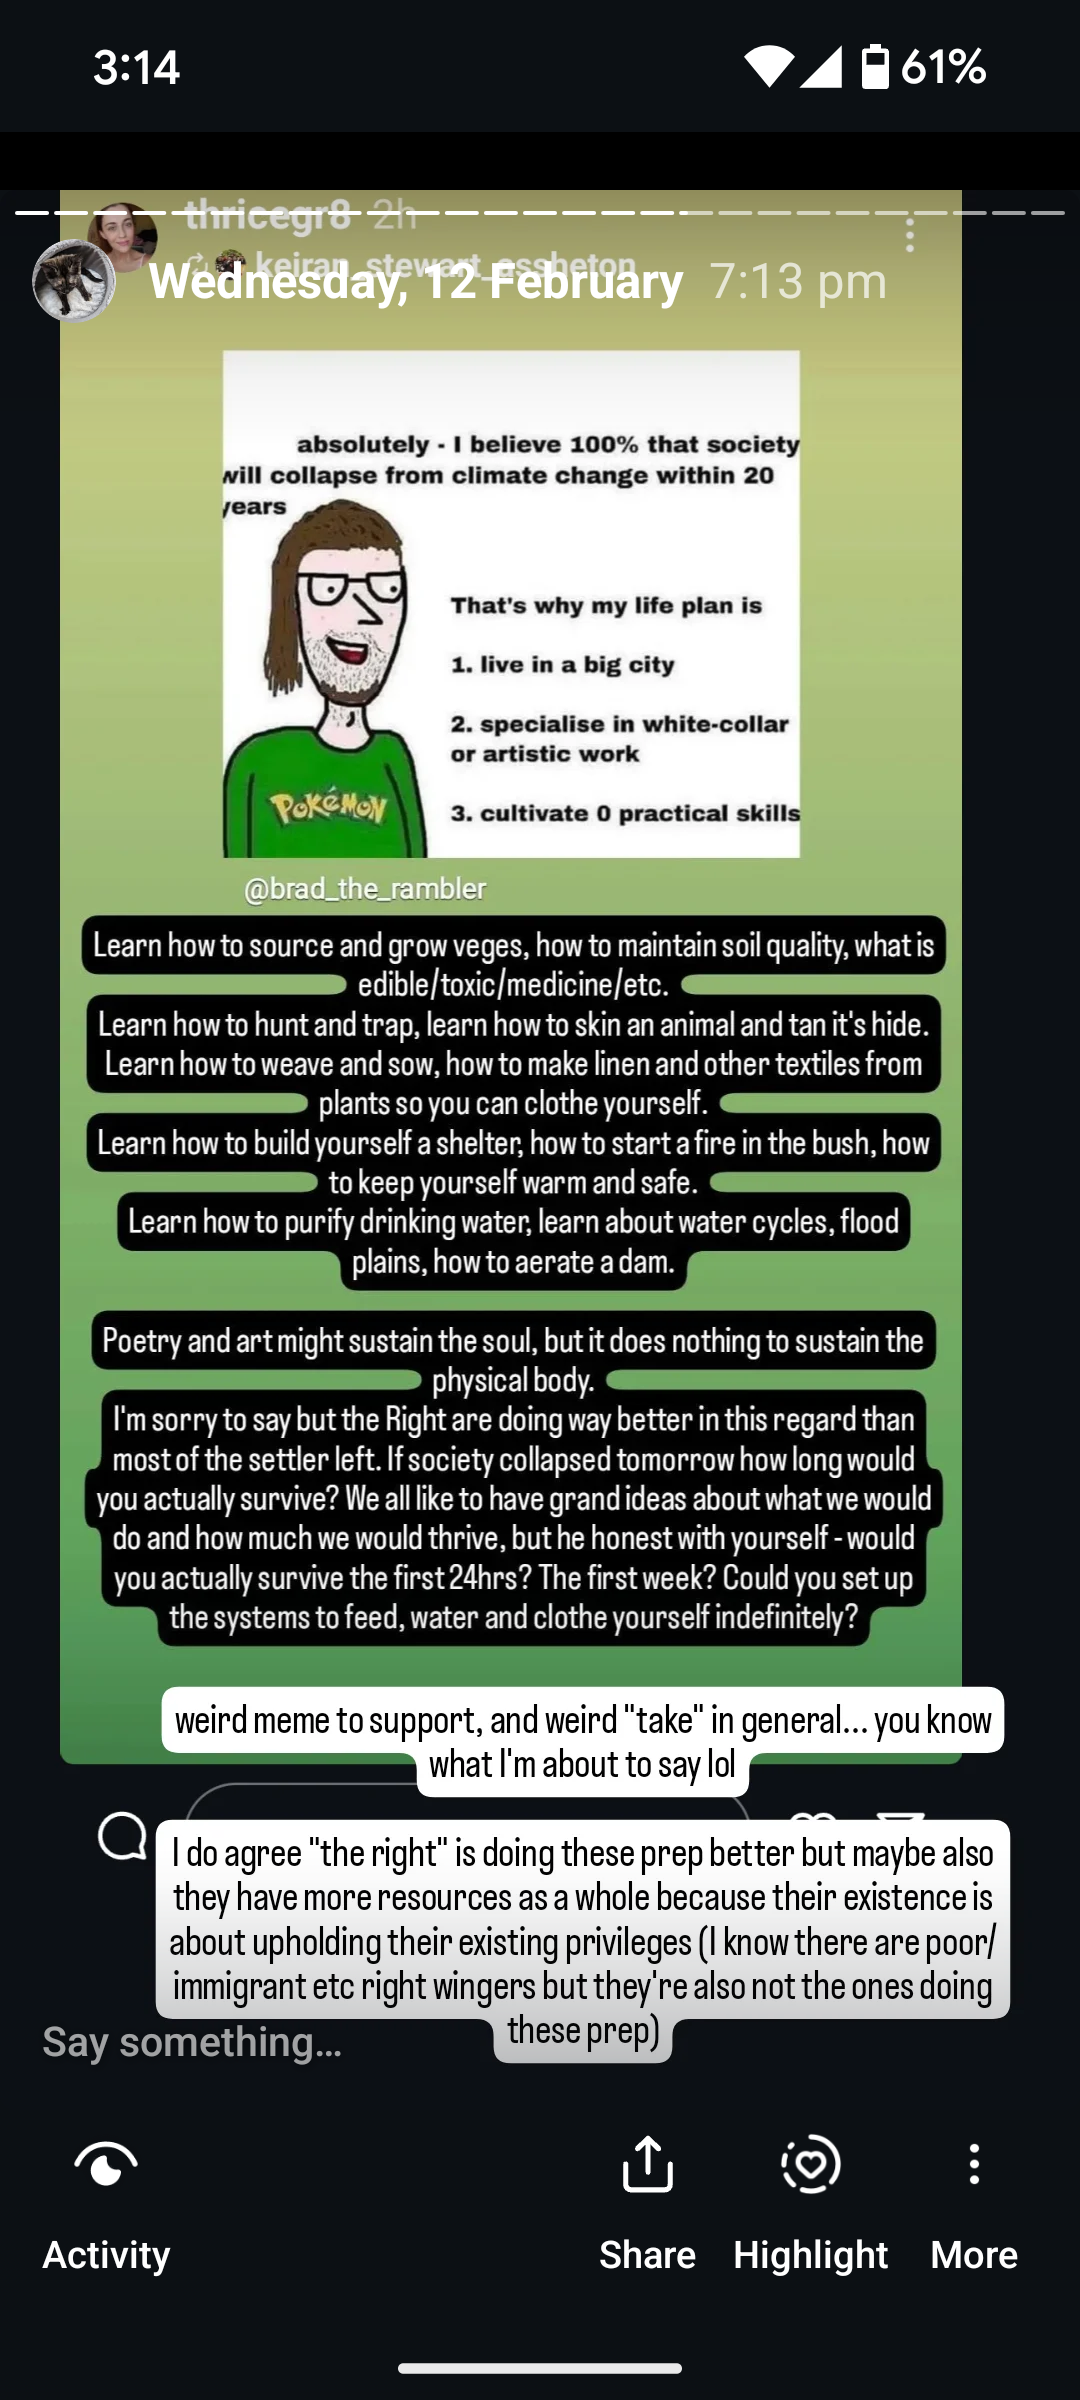 3:14
61%
thricegr8 2h
keiran_stewart_assheton
Wednesday, 12 February 7:13 pm
absolutely - I believe 100% that society
will collapse from climate change within 20
years
That's why my life plan is
1. live in a big city
2. specialise in white-collar
or artistic work
3. cultivate 0 practical skills
POKéMON
@brad_the_rambler
Learn how to source and grow veges, how to maintain soil quality, what is
edible/toxic/medicine/etc.
Learn how to hunt and trap, learn how to skin an animal and tan it's hide.
Learn how to weave and sow, how to make linen and other textiles from
plants so you can clothe yourself.
Learn how to build yourself a shelter, how to start a fire in the bush, how
to keep yourself warm and safe.
Learn how to purify drinking water, learn about water cycles, flood
plains, how to aerate a dam.
Poetry and art might sustain the soul, but it does nothing to sustain the
physical body.
I'm sorry to say but the Right are doing way better in this regard than
most of the settler left. If society collapsed tomorrow how long would
you actually survive? We all like to have grand ideas about what we would
do and how much we would thrive, but he honest with yourself - would
you actually survive the first 24hrs? The first week? Could you set up
the systems to feed, water and clothe yourself indefinitely?
weird meme to support, and weird "take" in general... you know
what I'm about to say lol
I do agree "the right" is doing these prep better but maybe also
they have more resources as a whole because their existence is
about upholding their existing privileges (I know there are poor/
immigrant etc right wingers but they're also not the ones doing
these prep)
Say something...
Activity
Share
Highlight
More